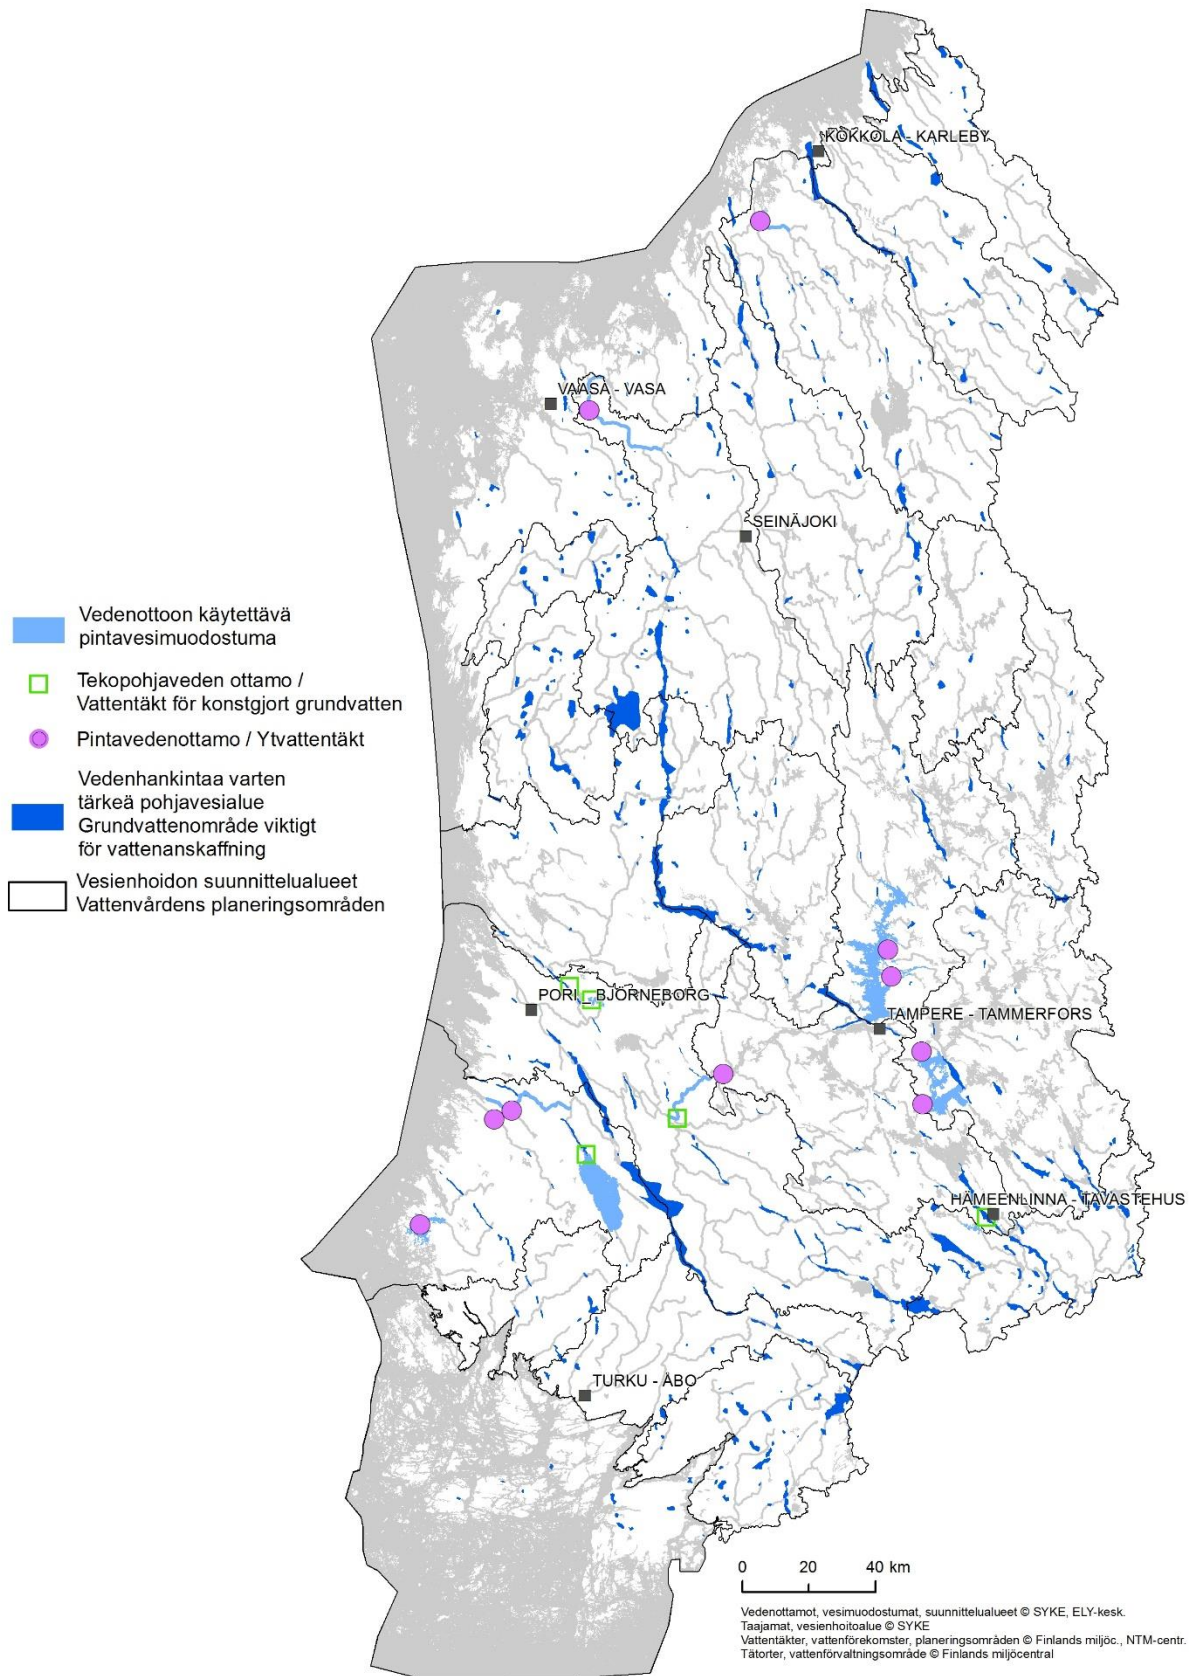 KOKKOLA - KARLEBY
VAASA - VASA
SEINÄJOKI
Vedenottoon käytettävä
pintavesimuodostuma
Tekopohjaveden ottamo /
Vattentäkt för konstgjort grundvatten
Pintavedenottamo / Ytvattentäkt
Vedenhankintaa varten
tärkeä pohjavesialue
Grundvattenområde viktigt
för vattenanskaffning
Vesienhoidon suunnittelualueet
Vattenvårdens planeringsområden
PORI - BJÖRNEBORG
TAMPERE - TAMMERFORS
HÄMEENLINNA - TAVASTEHUS
TURKU - ÅBO
0 20 40 km
Vedenottamot, vesimuodostumat, suunnittelualueet © SYKE, ELY-kesk.
Taajamat, vesienhoitoalue © SYKE
Vattentäkter, vattenförekomster, planeringsområden © Finlands miljöc., NTM-centr.
Tätorter, vattenförvaltningsområde © Finlands miljöcentral